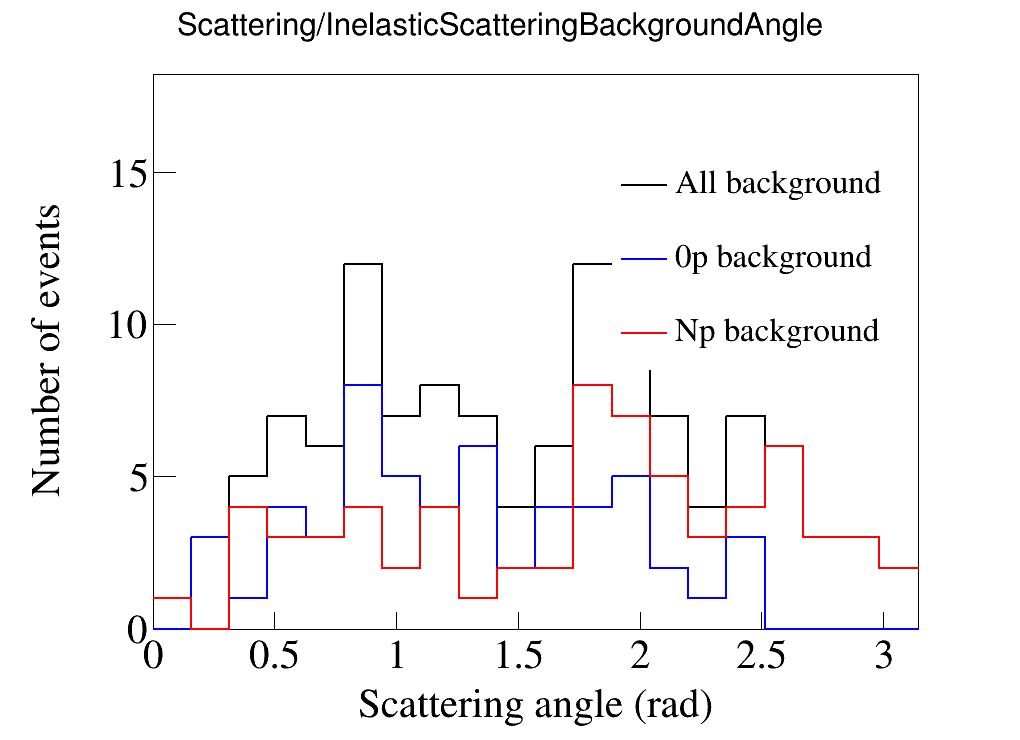 Scattering/InelasticScatteringBackgroundAngle
Number of events
15
10
5
0
All background
0p background
Np background
0
0.5
1
1.5
2
2.5
3
Scattering angle (rad)